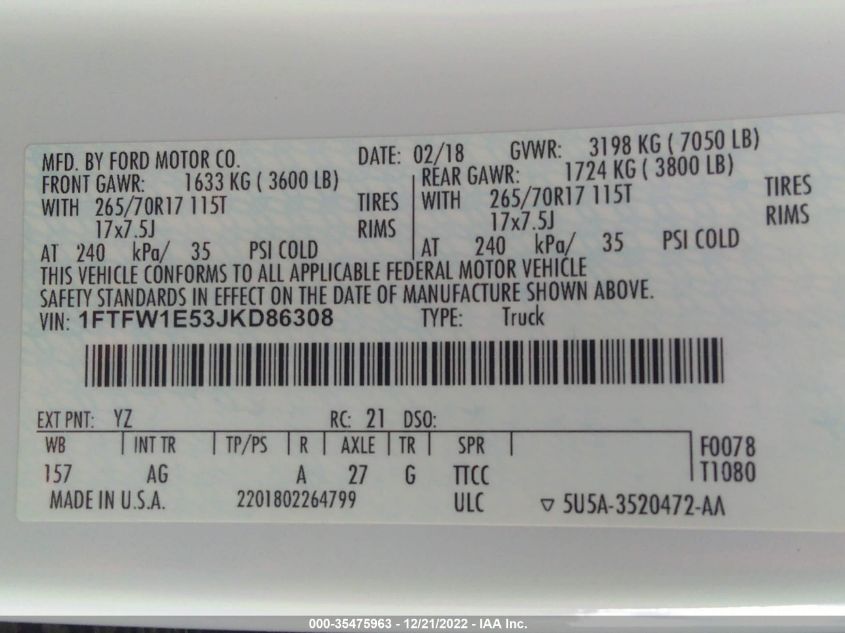 MFD. BY FORD MOTOR CO. DATE: 02/18 GVWR: 3198 KG ( 7050 LB)
FRONT GAWR: 1633 KG ( 3600 LB) REAR GAWR: 1724 KG ( 3800 LB)
WITH 265/70R17 115T TIRES WITH 265/70R17 115T TIRES
17x7.5J RIMS 17x7.5J RIMS
AT 240 kPa/ 35 PSI COLD AT 240 kPa/ 35 PSI COLD
THIS VEHICLE CONFORMS TO ALL APPLICABLE FEDERAL MOTOR VEHICLE
SAFETY STANDARDS IN EFFECT ON THE DATE OF MANUFACTURE SHOWN ABOVE.
VIN: 1FTFW1E53JKD86308 TYPE: Truck
EXT PNT: YZ RC: 21 DSO:
WB INT TR TP/PS R AXLE TR SPR F0078
157 AG A 27 G TTCC T1080
MADE IN U.S.A. 2201802264799 ULC ▽ 5U5A-3520472-AA
000-35475963 - 12/21/2022 - IAA Inc.